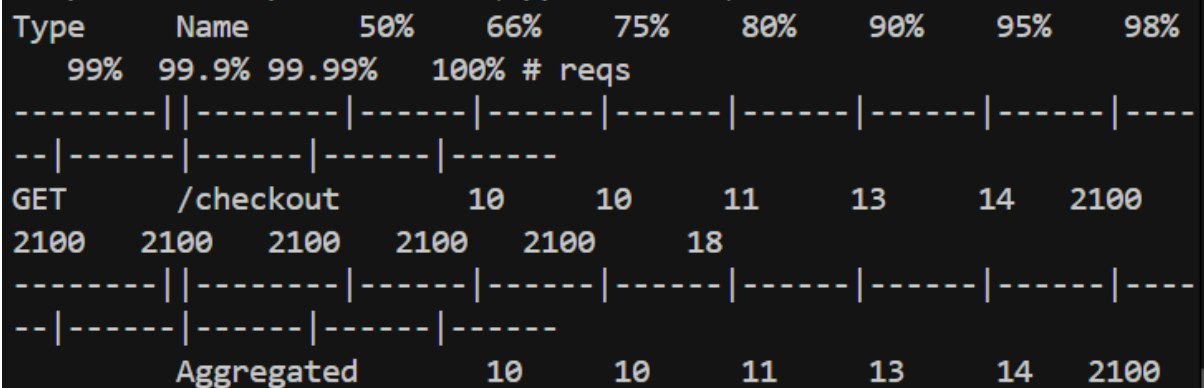 Type     Name       50%    66%    75%    80%    90%    95%    98%
   99%  99.9% 99.99%   100% # reqs
--------||--------|------|------|------|------|------|------|----
--|------|------|------|------
GET      /checkout       10     10     11     13     14   2100
2100   2100   2100   2100   2100     18
--------||--------|------|------|------|------|------|------|----
--|------|------|------|------
         Aggregated       10     10     11     13     14   2100